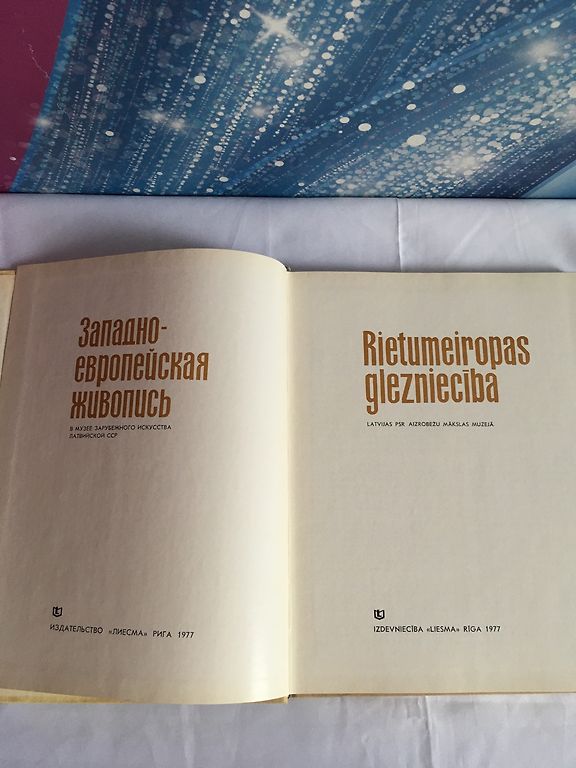 Западно-
европейская
живопись
В МУЗЕЕ ЗАРУБЕЖНОГО ИСКУССТВА
ЛАТВИЙСКОЙ ССР
ИЗДАТЕЛЬСТВО «ЛИЕСМА» РИГА 1977
Rietumeiropas
glezniecība
LATVIJAS PSR AIZROBEŽU MĀKSLAS MUZEJĀ
IZDEVNIECĪBA «LIESMA» RĪGA 1977